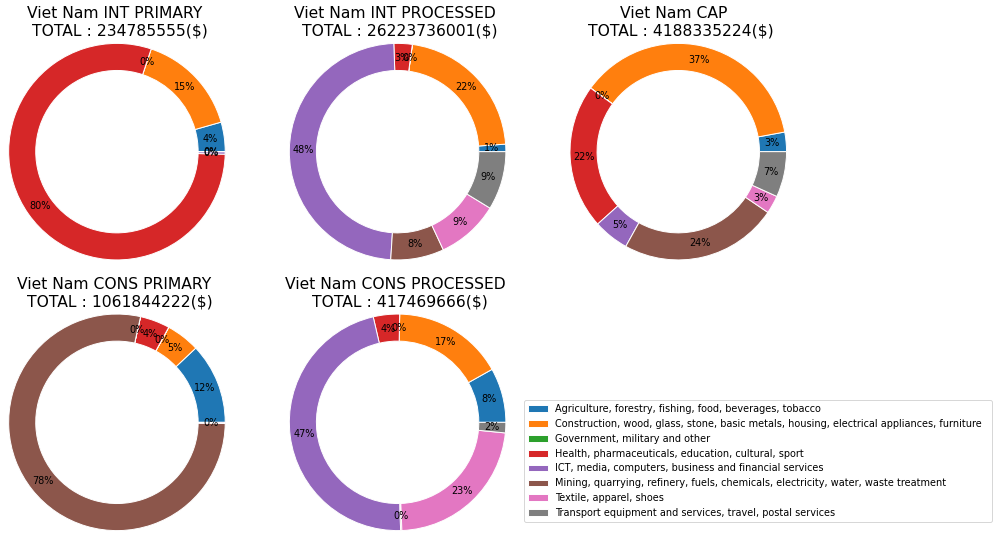 Viet Nam INT PRIMARY
TOTAL : 234785555($)
0%
15%
4%
0%
0%
80%
Viet Nam INT PROCESSED
TOTAL : 26223736001($)
3%
0%
22%
1%
48%
9%
9%
8%
Viet Nam CAP
TOTAL : 4188335224($)
37%
0%
3%
22%
7%
3%
5%
24%
Viet Nam CONS PRIMARY
TOTAL : 1061844222($)
0%
4%
0%
5%
12%
0%
78%
Viet Nam CONS PROCESSED
TOTAL : 417469666($)
4%
0%
17%
8%
2%
47%
23%
0%
Agriculture, forestry, fishing, food, beverages, tobacco
Construction, wood, glass, stone, basic metals, housing, electrical appliances, furniture
Government, military and other
Health, pharmaceuticals, education, cultural, sport
ICT, media, computers, business and financial services
Mining, quarrying, refinery, fuels, chemicals, electricity, water, waste treatment
Textile, apparel, shoes
Transport equipment and services, travel, postal services